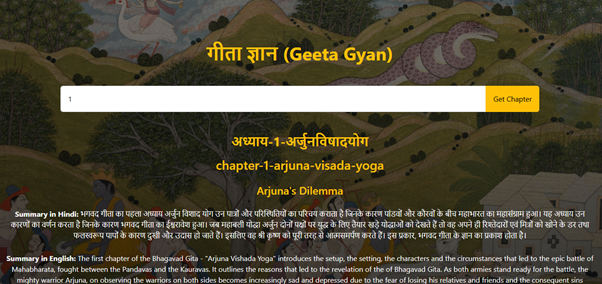 गीता ज्ञान (Geeta Gyan)
1
Get Chapter
अध्याय-1-अर्जुनविषादयोग
chapter-1-arjuna-visada-yoga
Arjuna's Dilemma
Summary in Hindi: भगवद गीता का पहला अध्याय अर्जुन विशाद योग उन पात्रों और परिस्थितियों का परिचय कराता है जिनके कारण पांडवों और कौरवों के बीच महाभारत का महासंग्राम हुआ। यह अध्याय उन
कारणों का वर्णन करता है जिनके कारण भगवद गीता का ईश्वरावेश हुआ। जब महाबली योद्धा अर्जुन दोनों पक्षों पर युद्ध के लिए तैयार खड़े योद्धाओं को देखते हैं तो वह अपने ही रिश्तेदारों एवं मित्रों को खोने के डर तथा
फलस्वरूप पापों के कारण दुखी और उदास हो जाते हैं। इसलिए वह श्री कृष्ण को पूरी तरह से आत्मसमर्पण करते हैं। इस प्रकार, भगवद गीता के ज्ञान का प्रकाश होता है।
Summary in English: The first chapter of the Bhagavad Gita - "Arjuna Vishada Yoga" introduces the setup, the setting, the characters and the circumstances that led to the epic battle of
Mahabharata, fought between the Pandavas and the Kauravas. It outlines the reasons that led to the revelation of the of Bhagavad Gita. As both armies stand ready for the battle, the
mighty warrior Arjuna, on observing the warriors on both sides becomes increasingly sad and depressed due to the fear of losing his relatives and friends and the consequent sins